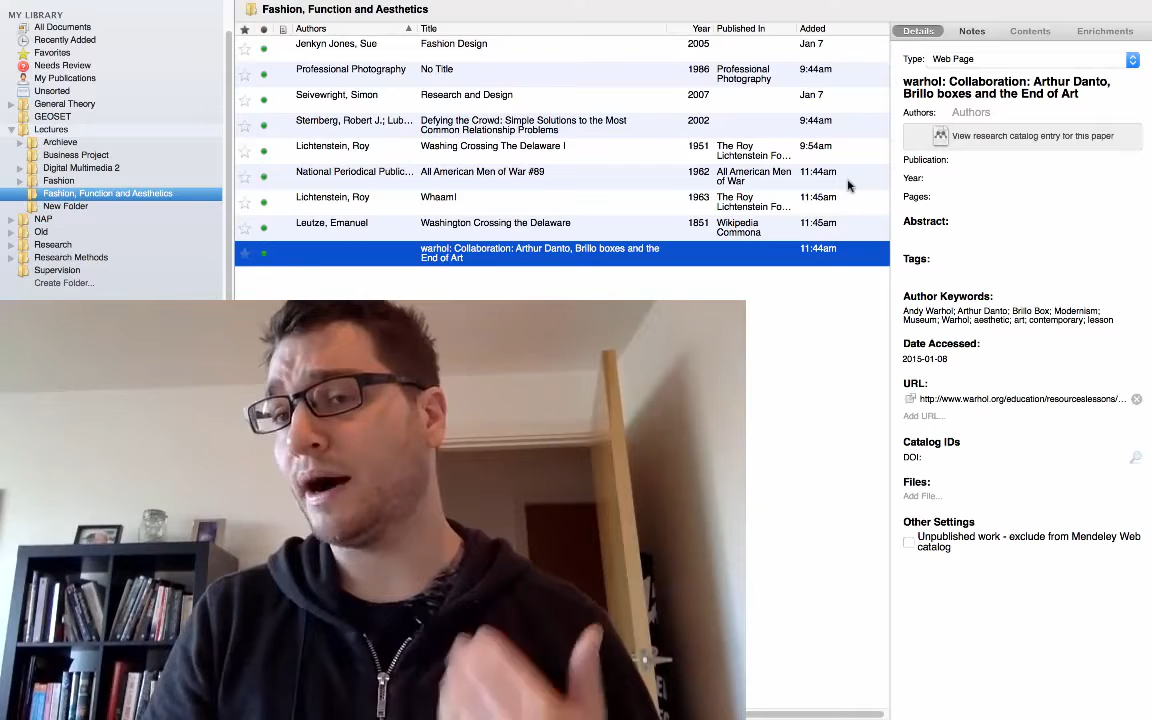 MY LIBRARY
All Documents
Recently Added
Favorites
Needs Review
My Publications
Unsorted
General Theory
GEOSET
Lectures
Archieve
Business Project
Digital Multimedia 2
Fashion
Fashion, Function and Aesthetics
New Folder
NAP
Old
Research
Research Methods
Supervision
Create Folder...
Fashion, Function and Aesthetics
Authors Title Year Published In Added
Jenkyn Jones, Sue Fashion Design 2005 Jan 7
Professional Photography No Title 1986 Professional Photography 9:44am
Seivewright, Simon Research and Design 2007 Jan 7
Sternberg, Robert J.; Lub... Defying the Crowd: Simple Solutions to the Most Common Relationship Problems 2002 9:44am
Lichtenstein, Roy Washing Crossing The Delaware I 1951 The Roy Lichtenstein Fo... 9:54am
National Periodical Public... All American Men of War #89 1962 All American Men of War 11:44am
Lichtenstein, Roy Whaam! 1963 The Roy Lichtenstein Fo... 11:45am
Leutze, Emanuel Washington Crossing the Delaware 1851 Wikipedia Commona 11:45am
warhol: Collaboration: Arthur Danto, Brillo boxes and the End of Art 11:44am
Details Notes Contents Enrichments
Type: Web Page
warhol: Collaboration: Arthur Danto,
Brillo boxes and the End of Art
Authors: Authors
View research catalog entry for this paper
Publication:
Year:
Pages:
Abstract:
Tags:
Author Keywords:
Andy Warhol; Arthur Danto; Brillo Box; Modernism;
Museum; Warhol; aesthetic; art; contemporary; lesson
Date Accessed:
2015-01-08
URL:
http://www.warhol.org/education/resourceslessons/...
Add URL...
Catalog IDs
DOI:
Files:
Add File...
Other Settings
Unpublished work - exclude from Mendeley Web
catalog